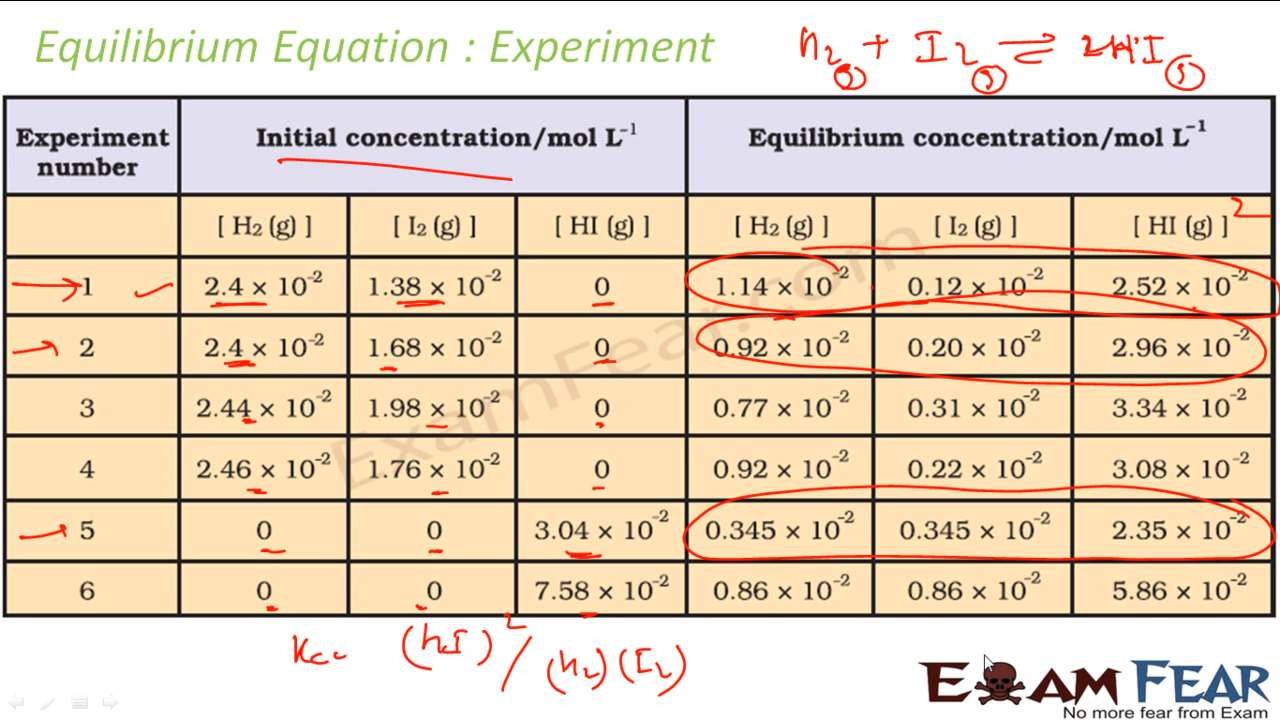 Equilibrium Equation : Experiment
H₂(g) + I₂(g) ⇌ 2HI(g)
Experiment number | Initial concentration/mol L⁻¹ | Equilibrium concentration/mol L⁻¹
[ H₂ (g) ] | [ I₂ (g) ] | [ HI (g) ] | [ H₂ (g) ] | [ I₂ (g) ] | [ HI (g) ]²
1 | 2.4 × 10⁻² | 1.38 × 10⁻² | 0 | 1.14 × 10⁻² | 0.12 × 10⁻² | 2.52 × 10⁻²
2 | 2.4 × 10⁻² | 1.68 × 10⁻² | 0 | 0.92 × 10⁻² | 0.20 × 10⁻² | 2.96 × 10⁻²
3 | 2.44 × 10⁻² | 1.98 × 10⁻² | 0 | 0.77 × 10⁻² | 0.31 × 10⁻² | 3.34 × 10⁻²
4 | 2.46 × 10⁻² | 1.76 × 10⁻² | 0 | 0.92 × 10⁻² | 0.22 × 10⁻² | 3.08 × 10⁻²
5 | 0 | 0 | 3.04 × 10⁻² | 0.345 × 10⁻² | 0.345 × 10⁻² | 2.35 × 10⁻²
6 | 0 | 0 | 7.58 × 10⁻² | 0.86 × 10⁻² | 0.86 × 10⁻² | 5.86 × 10⁻²
ExamFear.com
Kc = (HI)² / (H₂) (I₂)
EXAM FEAR
No more fear from Exam